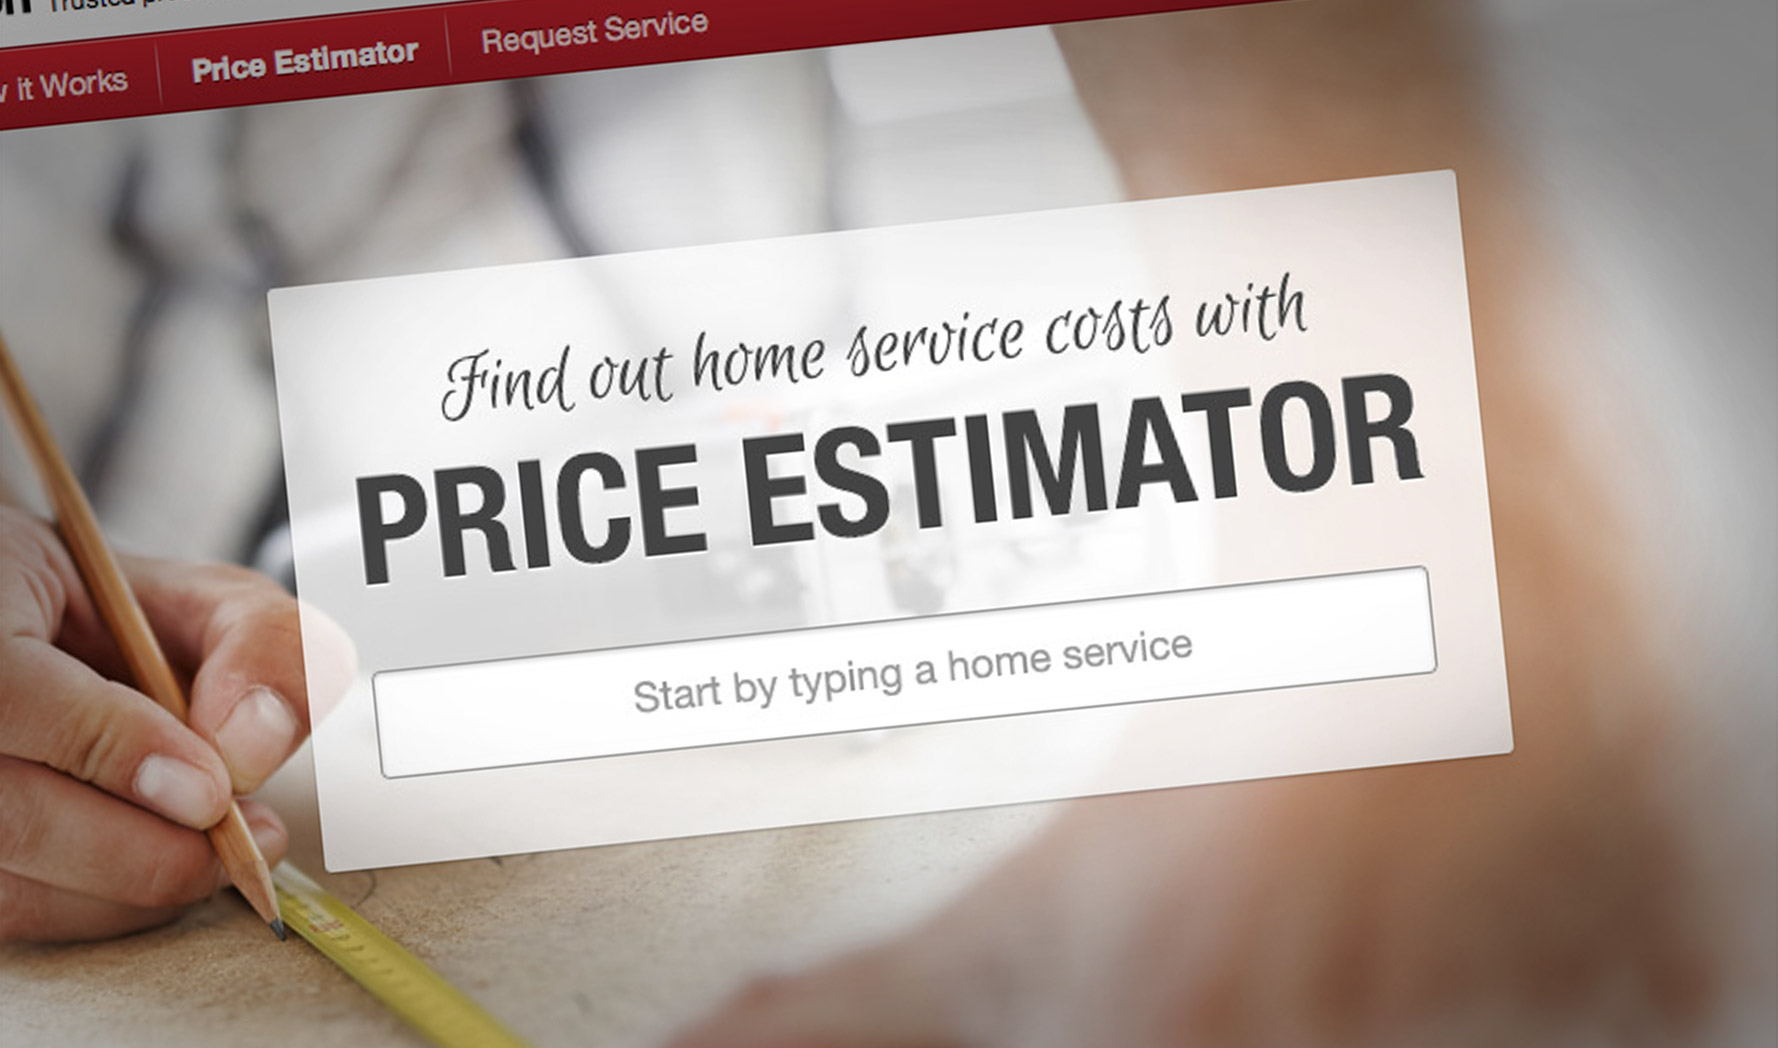 Trusted
it Works
Price Estimator
Request Service
Find out home service costs with
PRICE ESTIMATOR
Start by typing a home service